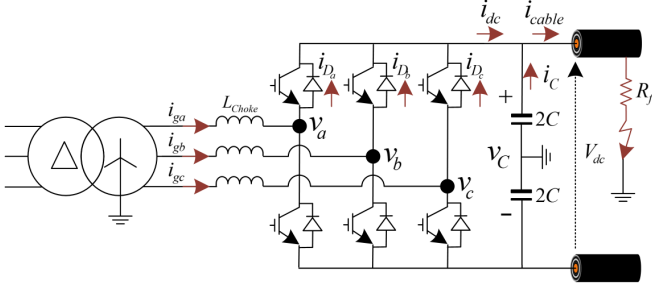 i_dc i_cable
i_Da i_Db i_Dc i_C R_f
i_ga L_Choke + 2C
v_a
i_gb v_b v_C V_dc
i_gc v_c 2C
-